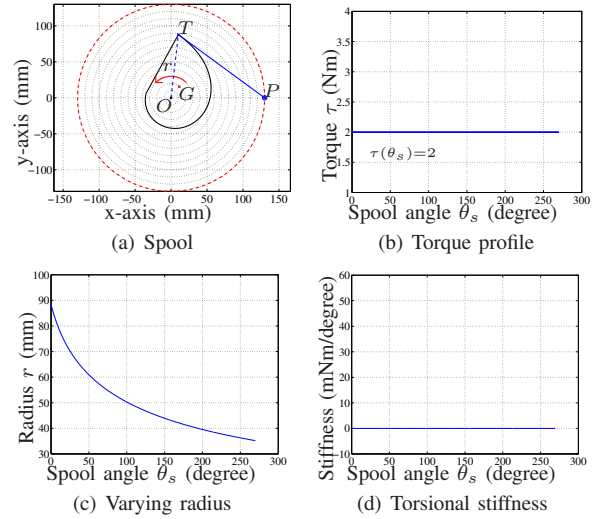 100
50
0
−50
−100
−150 −100 −50 0 50 100 150
y-axis (mm)
x-axis (mm)
T
r
O
G
P
(a) Spool
4
3.5
3
2.5
2
1.5
1
0 50 100 150 200 250 300
Torque τ (Nm)
τ(θs)=2
Spool angle θs (degree)
(b) Torque profile
100
90
80
70
60
50
40
30
0 50 100 150 200 250 300
Radius r (mm)
Spool angle θs (degree)
(c) Varying radius
60
50
40
30
20
10
0
−10
0 50 100 150 200 250 300
Stiffness (mNm/degree)
Spool angle θs (degree)
(d) Torsional stiffness